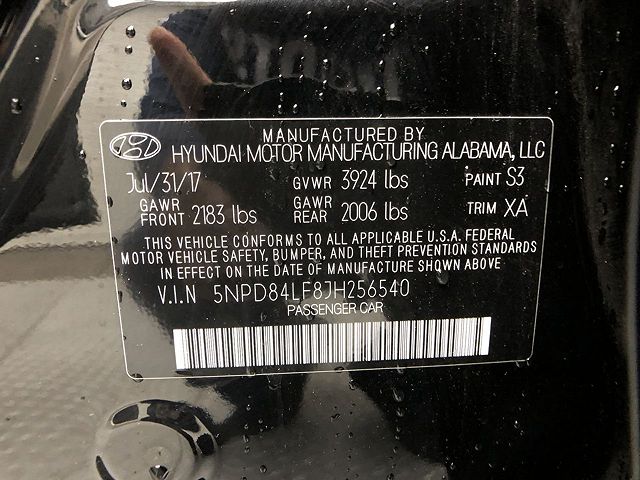 MANUFACTURED BY
HYUNDAI MOTOR MANUFACTURING ALABAMA, LLC
Jul/31/17 GVWR 3924 lbs PAINT S3
GAWR FRONT 2183 lbs GAWR REAR 2006 lbs TRIM XA
THIS VEHICLE CONFORMS TO ALL APPLICABLE U.S.A. FEDERAL
MOTOR VEHICLE SAFETY, BUMPER, AND THEFT PREVENTION STANDARDS
IN EFFECT ON THE DATE OF MANUFACTURE SHOWN ABOVE
V.I.N 5NPD84LF8JH256540
PASSENGER CAR